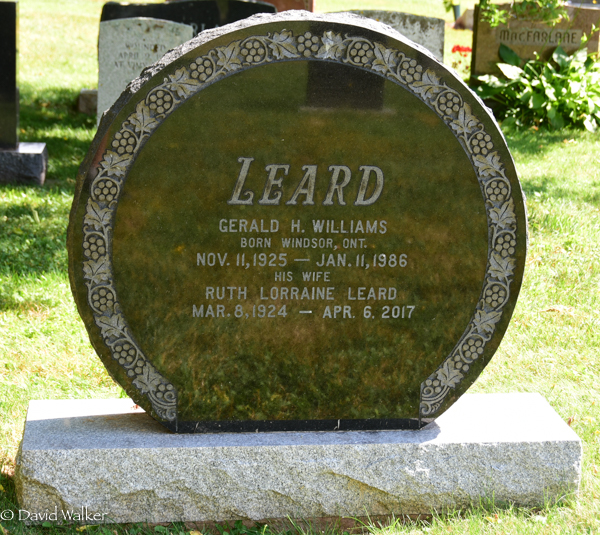 MACFARLANE
LEARD
GERALD H. WILLIAMS
BORN WINDSOR, ONT.
NOV. 11, 1925 — JAN. 11, 1986
HIS WIFE
RUTH LORRAINE LEARD
MAR. 8, 1924 — APR. 6, 2017
© David Walker